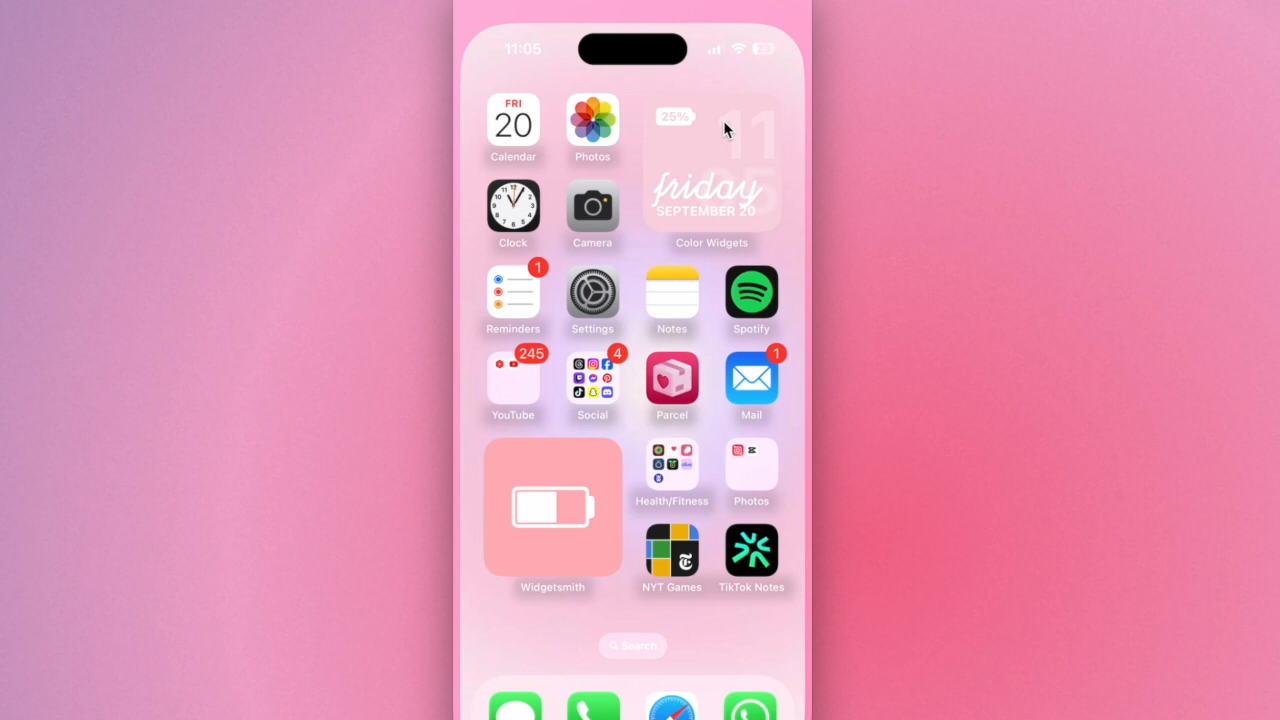 11:05
FRI
20
Calendar
Photos
25%
11
friday
SEPTEMBER 20
Clock
Camera
Color Widgets
1
Reminders
Settings
Notes
Spotify
245
4
1
YouTube
Social
Parcel
Mail
Health/Fitness
Photos
Widgetsmith
NYT Games
TikTok Notes
Search